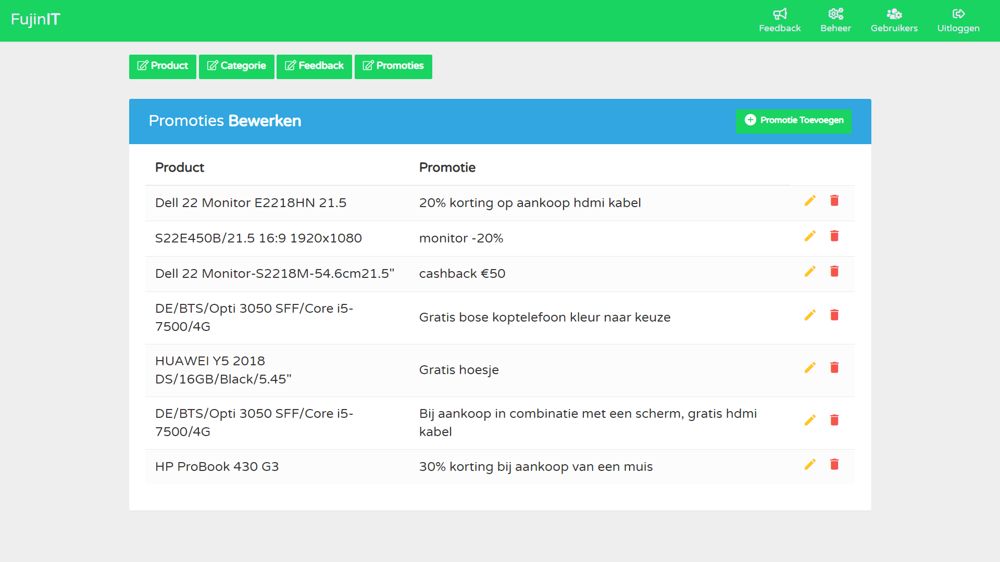 FujinIT
Feedback
Beheer
Gebruikers
Uitloggen
Product
Categorie
Feedback
Promoties
Promoties Bewerken
Promotie Toevoegen
Product
Promotie
Dell 22 Monitor E2218HN 21.5
20% korting op aankoop hdmi kabel
S22E450B/21.5 16:9 1920x1080
monitor -20%
Dell 22 Monitor-S2218M-54.6cm21.5"
cashback €50
DE/BTS/Opti 3050 SFF/Core i5-
7500/4G
Gratis bose koptelefoon kleur naar keuze
HUAWEI Y5 2018
DS/16GB/Black/5.45"
Gratis hoesje
DE/BTS/Opti 3050 SFF/Core i5-
7500/4G
Bij aankoop in combinatie met een scherm, gratis hdmi
kabel
HP ProBook 430 G3
30% korting bij aankoop van een muis